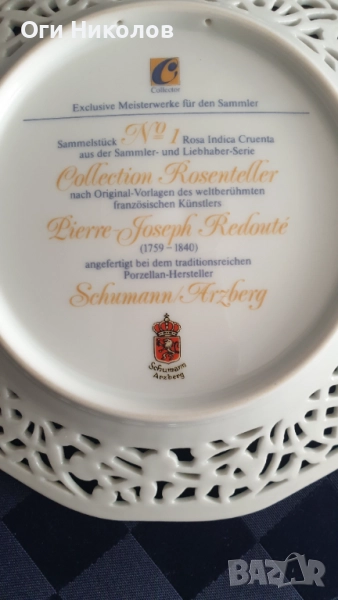 Оги Николов
Collector
Exclusive Meisterwerke für den Sammler
Sammelstück Nº 1 Rosa Indica Cruenta
aus der Sammler- und Liebhaber-Serie
Collection Rosenteller
nach Original-Vorlagen des weltberühmten
französischen Künstlers
Pierre-Joseph Redouté
(1759–1840)
angefertigt bei dem traditionsreichen
Porzellan-Hersteller
Schumann/Arzberg
Schumann
Arzberg
BAZAR